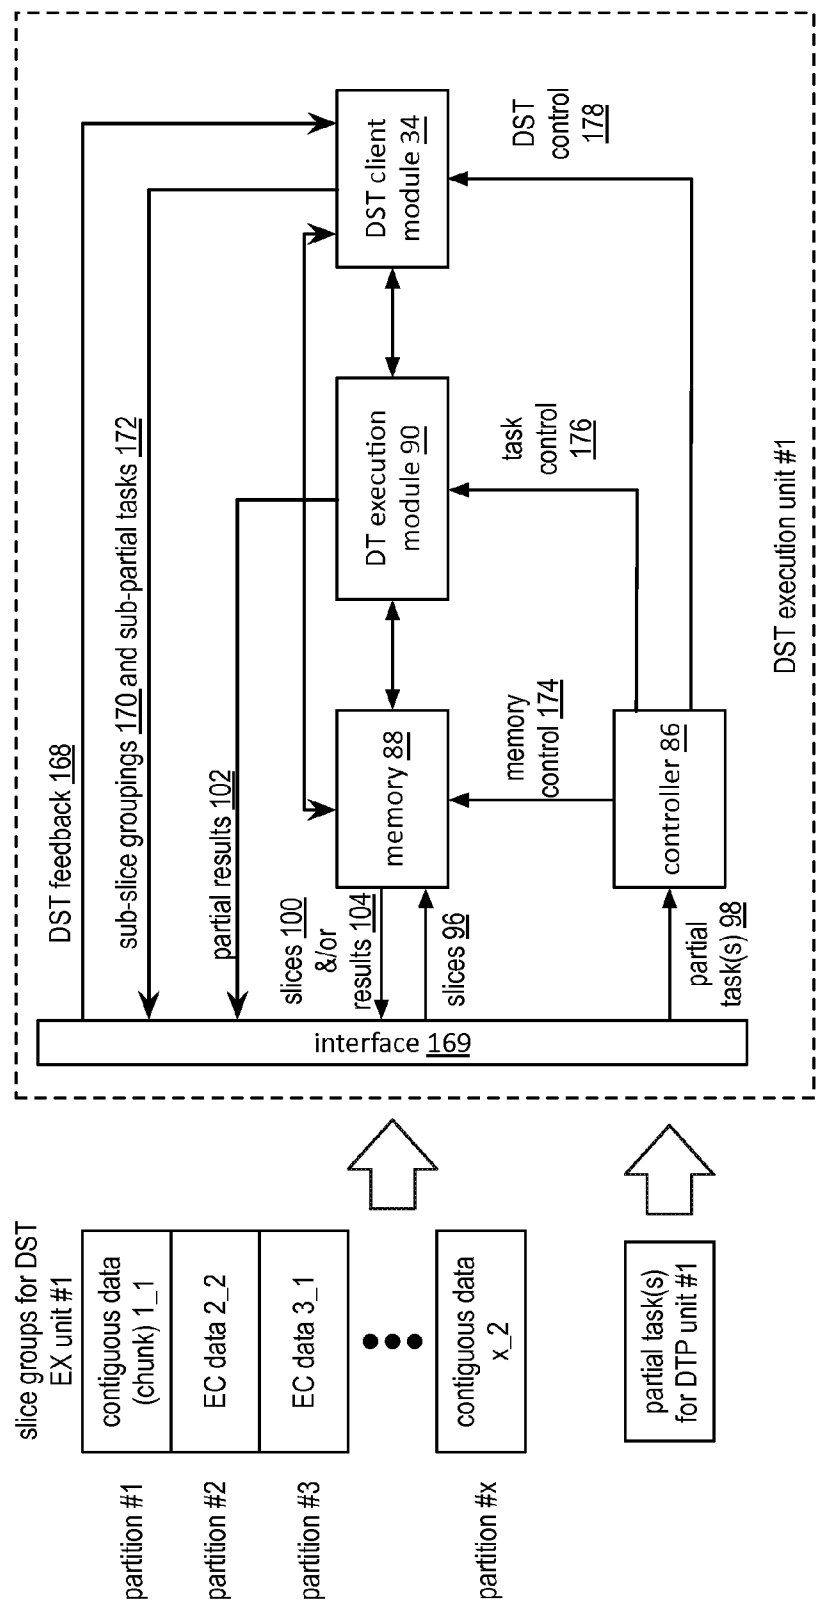 slice groups for DST
EX unit #1
partition #1
contiguous data
(chunk) 1_1
partition #2
EC data 2_2
partition #3
EC data 3_1
partition #x
contiguous data
x_2
partial task(s)
for DTP unit #1
interface 169
DST feedback 168
sub-slice groupings 170 and sub-partial tasks 172
partial results 102
slices 100
&/or
results 104
slices 96
partial
task(s) 98
memory 88
DT execution
module 90
DST client
module 34
memory
control 174
task
control
176
DST
control
178
controller 86
DST execution unit #1